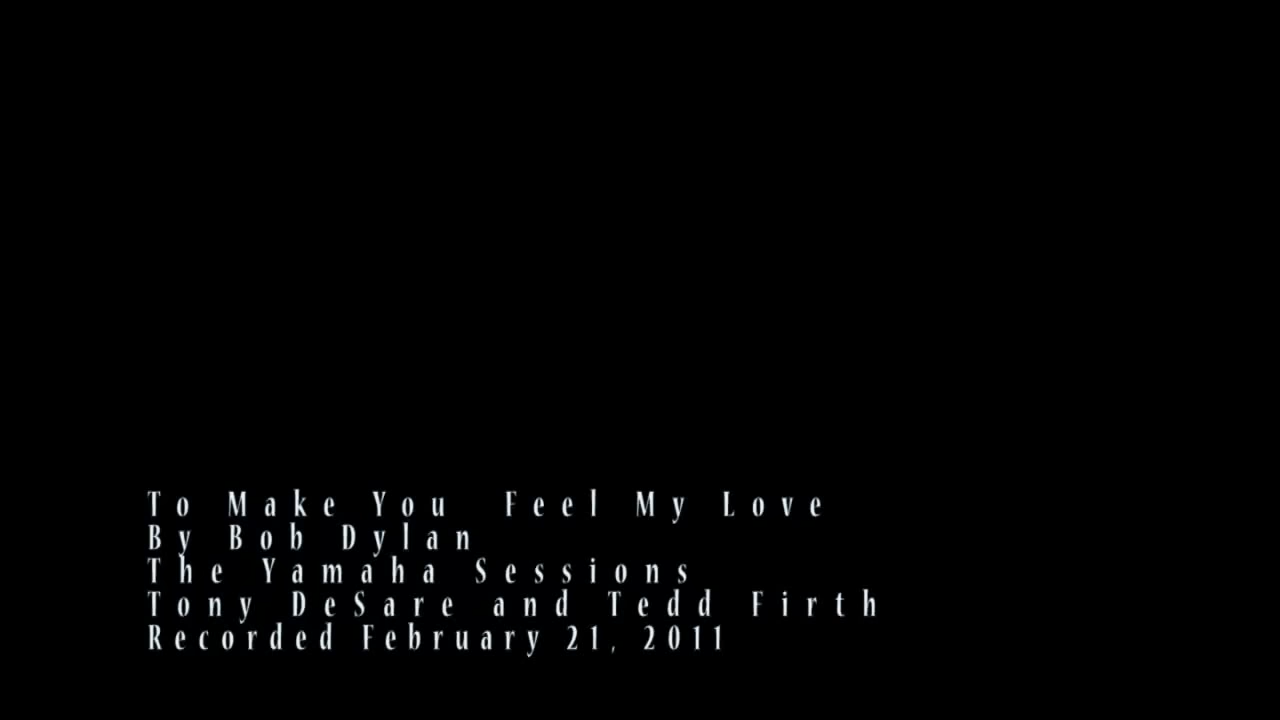 To Make You Feel My Love
By Bob Dylan
The Yamaha Sessions
Tony DeSare and Tedd Firth
Recorded February 21, 2011